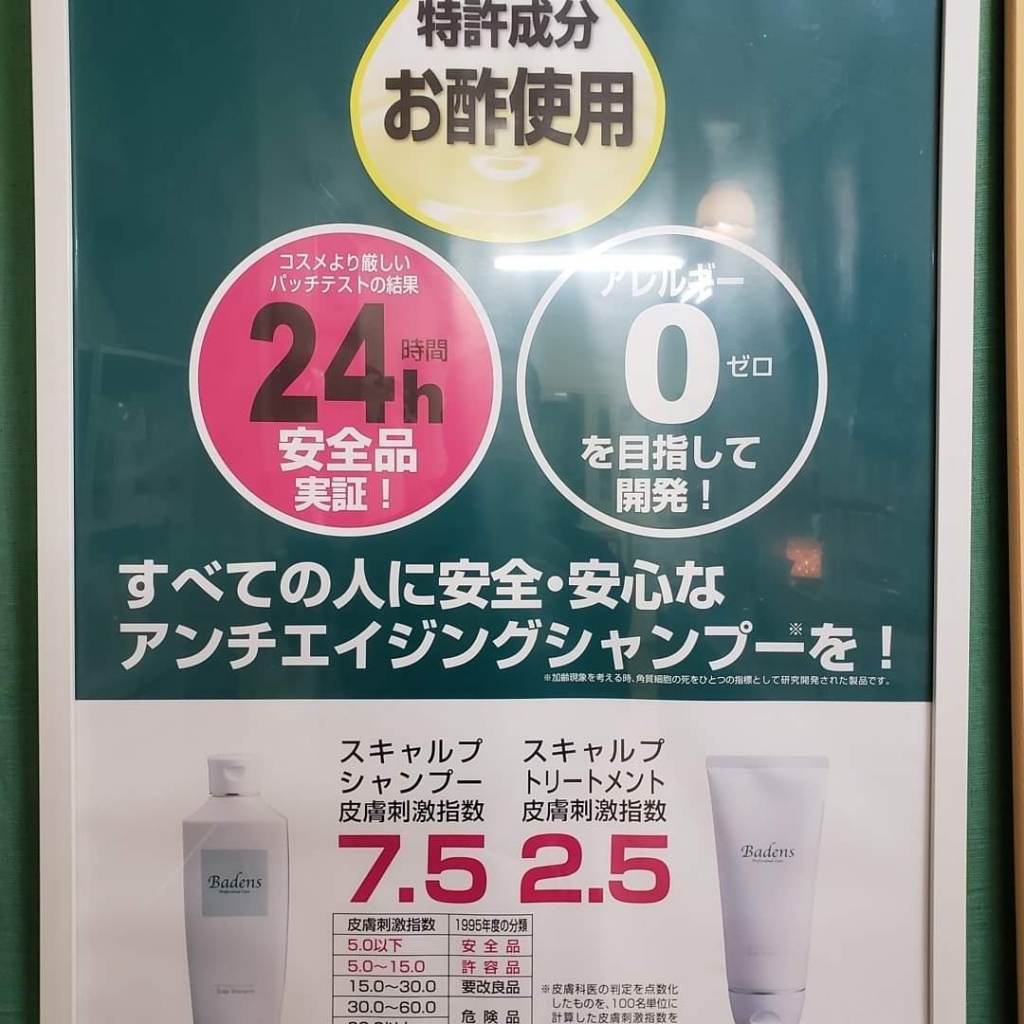 特許成分
お酢使用
コスメより厳しい
パッチテストの結果
24時間h
安全品
実証!
アレルギー
0ゼロ
を目指して
開発!
すべての人に安全・安心な
アンチエイジングシャンプー※を!
※加齢現象を考える時、角質細胞の死をひとつの指標として研究開発された製品です。
スキャルプ
シャンプー
皮膚刺激指数
7.5
スキャルプ
トリートメント
皮膚刺激指数
2.5
Badens
Professional Care
Scalp Shampoo
Badens
Professional Care
皮膚刺激指数 1995年度の分類
5.0以下 安全品
5.0~15.0 許容品
15.0~30.0 要改良品
30.0~60.0 危険品
※皮膚科医の判定を点数化
したものを、100名単位に
計算した皮膚刺激指数を